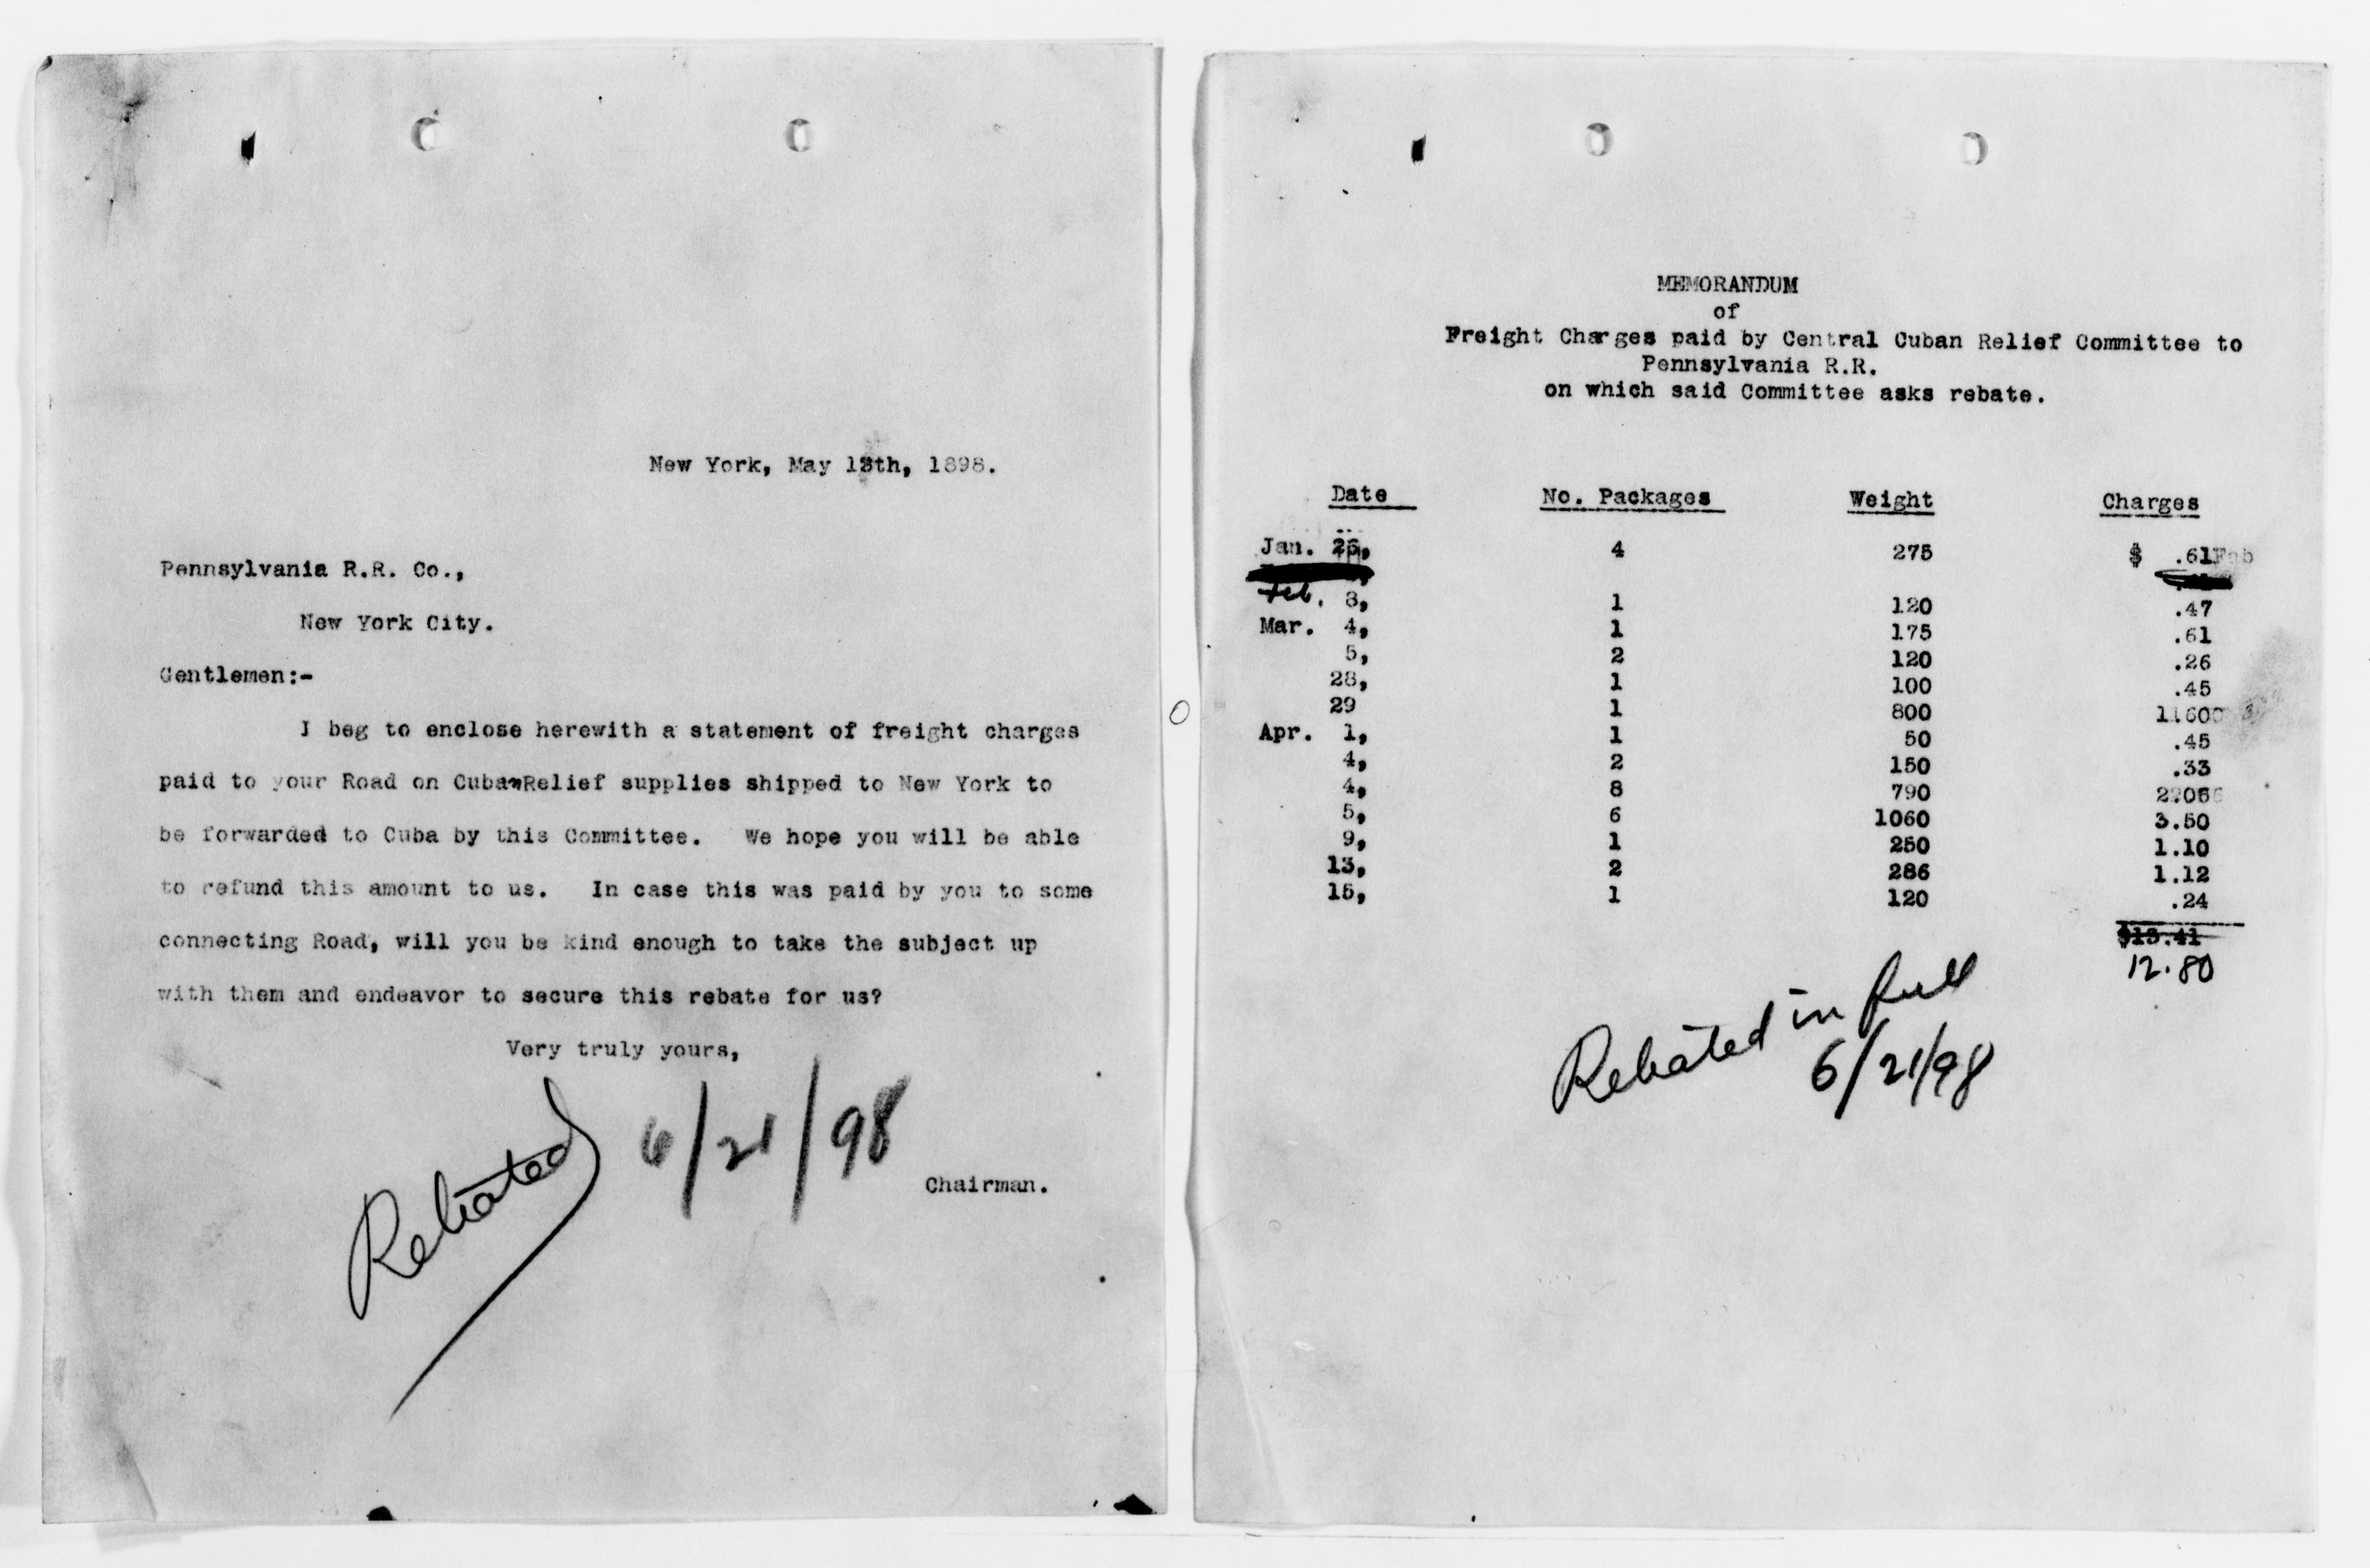 New York, May 13th, 1898.
Pennsylvania R.R. Co.,
New York City.
Gentlemen:-
I beg to enclose herewith a statement of freight charges
paid to your Road on Cuban Relief supplies shipped to New York to
be forwarded to Cuba by this Committee. We hope you will be able
to refund this amount to us. In case this was paid by you to some
connecting Road, will you be kind enough to take the subject up
with them and endeavor to secure this rebate for us?
Very truly yours,
Rebated 6/21/98
Chairman.
MEMORANDUM
of
Freight Charges paid by Central Cuban Relief Committee to
Pennsylvania R.R.
on which said Committee asks rebate.
Date No. Packages Weight Charges
Jan. 25, 4 275 $ .61
Feb. 8, 1 120 .47
Mar. 4, 1 175 .61
5, 2 120 .26
28, 1 100 .45
29 1 800
Apr. 1, 1 50 .45
4, 2 150 .33
4, 8 790 2.06
5, 6 1060 3.50
9, 1 250 1.10
13, 2 286 1.12
15, 1 120 .24
$13.41
12.80
Rebated in full
6/21/98